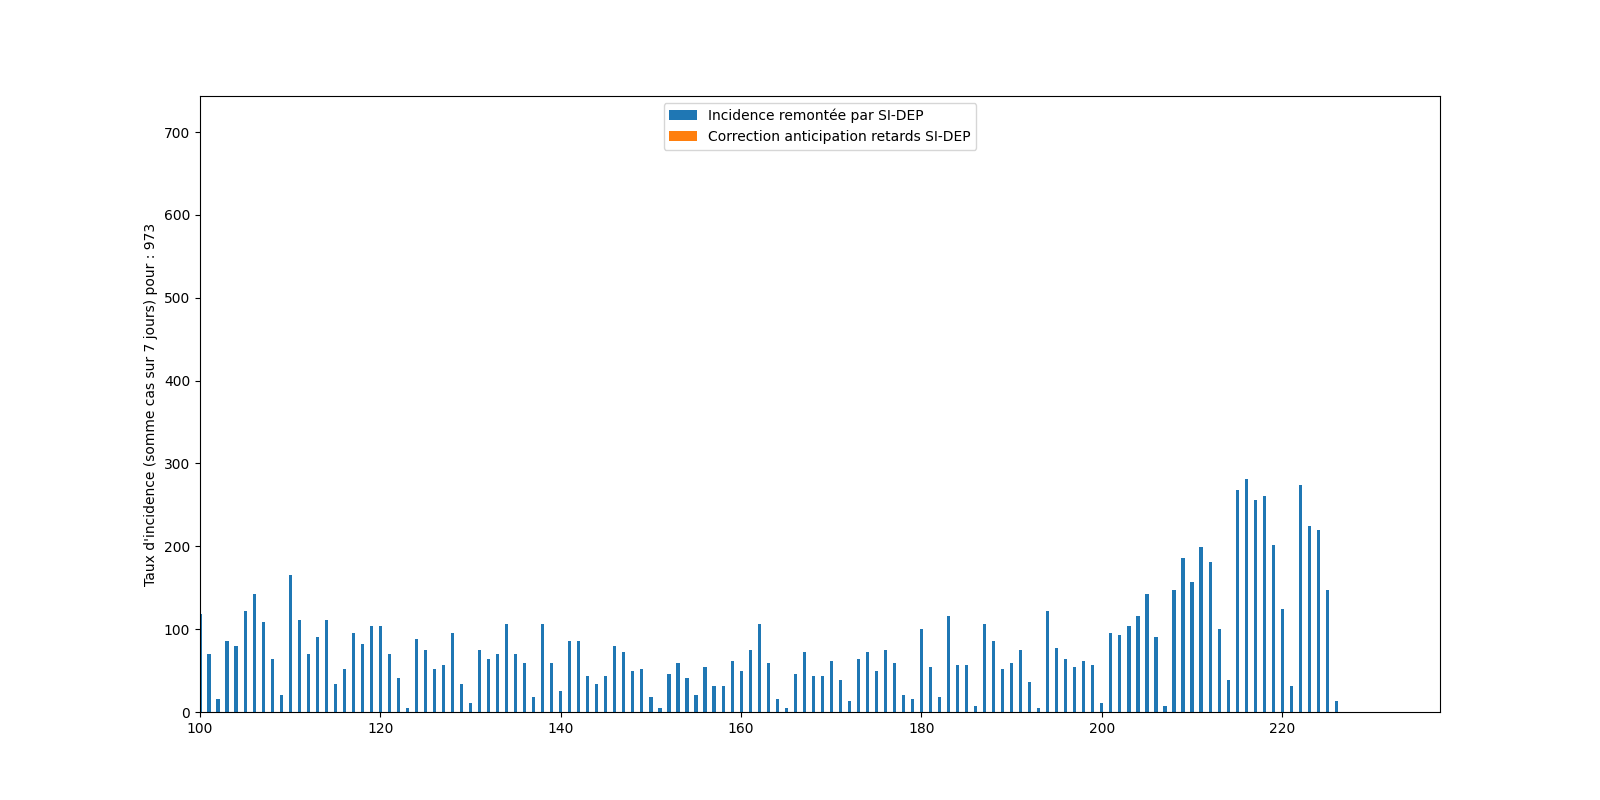 Incidence remontée par SI-DEP
Correction anticipation retards SI-DEP
Taux d'incidence (somme cas sur 7 jours) pour : 973
700
600
500
400
300
200
100
0
100 120 140 160 180 200 220